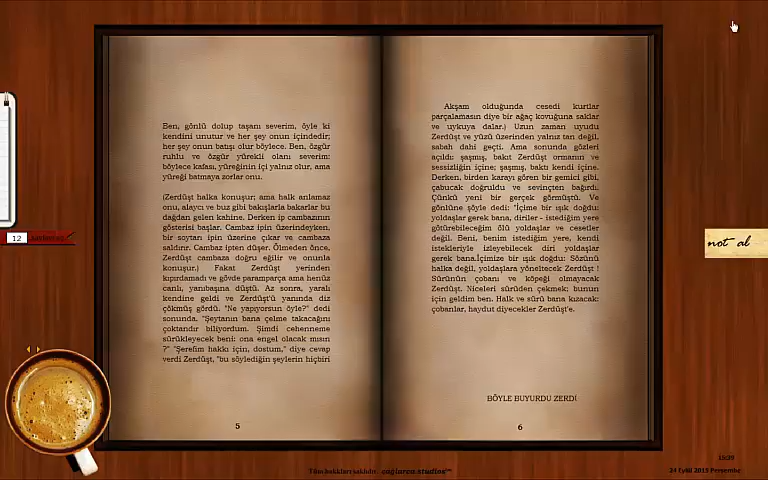 Ben, gönlü dolup taşanı severim, öyle ki
kendini unutur ve her şey onun içindedir;
her şey onun batışı olur böylece. Ben, özgür
ruhlu ve özgür yürekli olanı severim:
böylece kafası, yüreğinin içi yalnız olur, ama
yüreği batmaya zorlar onu.
(Zerdüşt halka konuşur; ama halk anlamaz
onu, alaycı ve buz gibi bakışlarla bakarlar bu
dağdan gelen kahine. Derken ip cambazının
gösterisi başlar. Cambaz ipin üzerindeyken,
bir soytarı ipin üzerine çıkar ve cambaza
saldırır. Cambaz ipten düşer. Ölmeden önce,
Zerdüşt cambaza doğru eğilir ve onunla
konuşur.) Fakat Zerdüşt yerinden
kıpırdamadı ve gövde paramparça ama henüz
canlı, yanıbaşına düştü. Az sonra, yaralı
kendine geldi ve Zerdüşt'ü yanında diz
çökmüş gördü. "Ne yapıyorsun öyle?" dedi
sonunda. "Şeytanın bana çelme takacağını
çoktandır biliyordum. Şimdi cehenneme
sürükleyecek beni: ona engel olacak mısın
?" "Şerefim hakkı için, dostum," diye cevap
verdi Zerdüşt, "bu söylediğin şeylerin hiçbiri
5
Akşam olduğunda cesedi kurtlar
parçalamasın diye bir ağaç kovuğuna saklar
ve uykuya dalar.) Uzun zaman uyudu
Zerdüşt ve yüzü üzerinden yalnız tan değil,
sabah dahi geçti. Ama sonunda gözleri
açıldı: şaşmış, baktı Zerdüşt ormanın ve
sessizliğin içine; şaşmış, baktı kendi içine.
Derken, birden karayı gören bir gemici gibi,
çabucak doğruldu ve sevinçten bağırdı.
Çünkü yeni bir gerçek görmüştü. Ve
gönlüne şöyle dedi: "İçime bir ışık doğdu:
yoldaşlar gerek bana, diriler - istediğim yere
götürebileceğim ölü yoldaşlar ve cesetler
değil. Beni, benim istediğim yere, kendi
istekleriyle izleyebilecek diri yoldaşlar
gerek bana.İçimize bir ışık doğdu: Sözünü
halka değil, yoldaşlara yöneltecek Zerdüşt !
Sürünün çobanı ve köpeği olmayacak
Zerdüşt. Niceleri sürüden çekmek; bunun
için geldim ben. Halk ve sürü bana kızacak:
çobanlar, haydut diyecekler Zerdüşt'e.
BÖYLE BUYURDU ZERDİ
6
12
not al
Tüm hakları saklıdır. çağlarca studios™
15:29
24 Eylül 2015 Perşembe